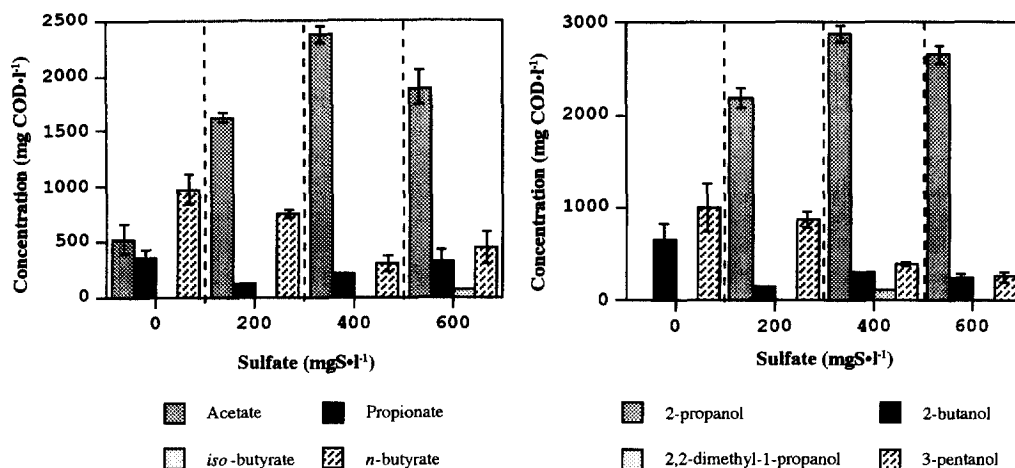 Concentration (mg COD•l⁻¹)
2500
2000
1500
1000
500
0
0 200 400 600
Sulfate (mgS•l⁻¹)
Acetate Propionate
iso-butyrate n-butyrate
Concentration (mg COD•l⁻¹)
3000
2000
1000
0
0 200 400 600
Sulfate (mgS•l⁻¹)
2-propanol 2-butanol
2,2-dimethyl-1-propanol 3-pentanol